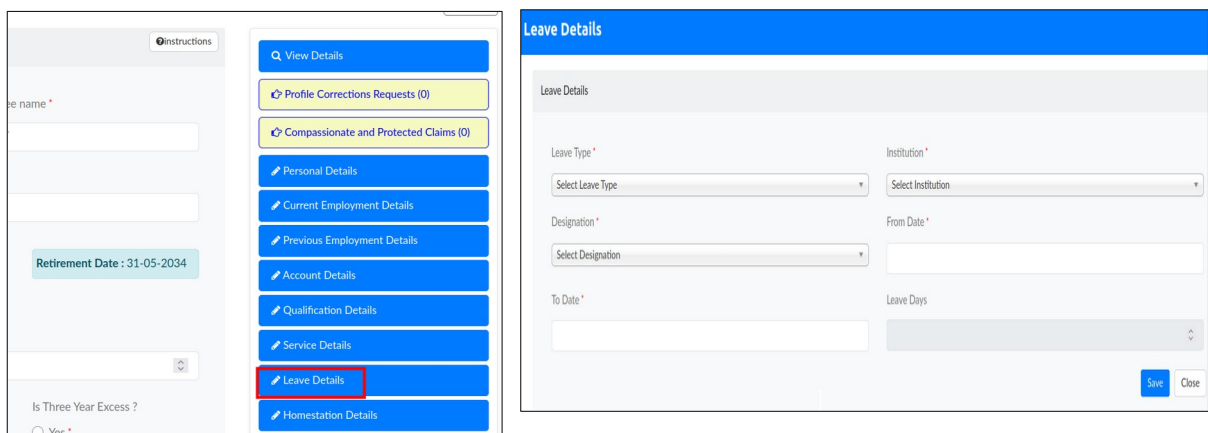 instructions
ee name *
Retirement Date : 31-05-2034
Is Three Year Excess ?
Yes *
View Details
Profile Corrections Requests (0)
Compassionate and Protected Claims (0)
Personal Details
Current Employment Details
Previous Employment Details
Account Details
Qualification Details
Service Details
Leave Details
Homestation Details
Leave Details
Leave Details
Leave Type *
Institution *
Select Leave Type
Select Institution
Designation *
From Date *
Select Designation
To Date *
Leave Days
Save
Close